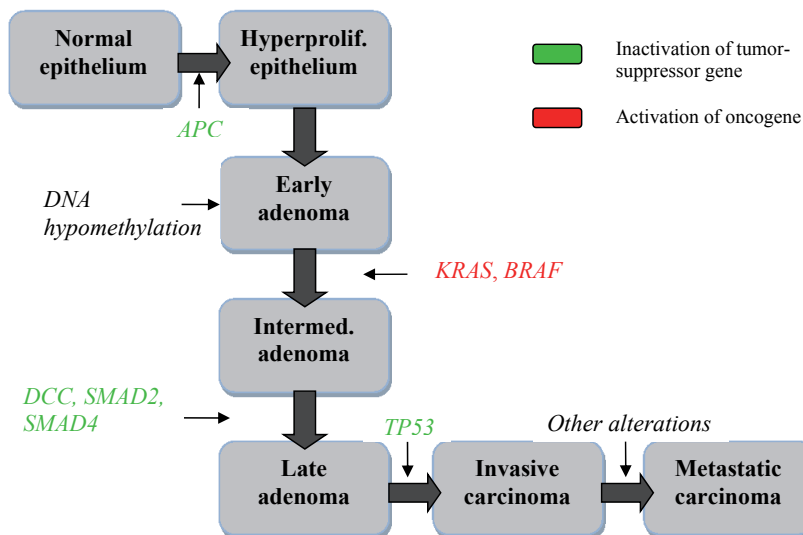 Normal
epithelium
Hyperprolif.
epithelium
Inactivation of tumor-
suppressor gene
Activation of oncogene
APC
DNA
hypomethylation
Early
adenoma
KRAS, BRAF
Intermed.
adenoma
DCC, SMAD2,
SMAD4
TP53
Other alterations
Late
adenoma
Invasive
carcinoma
Metastatic
carcinoma